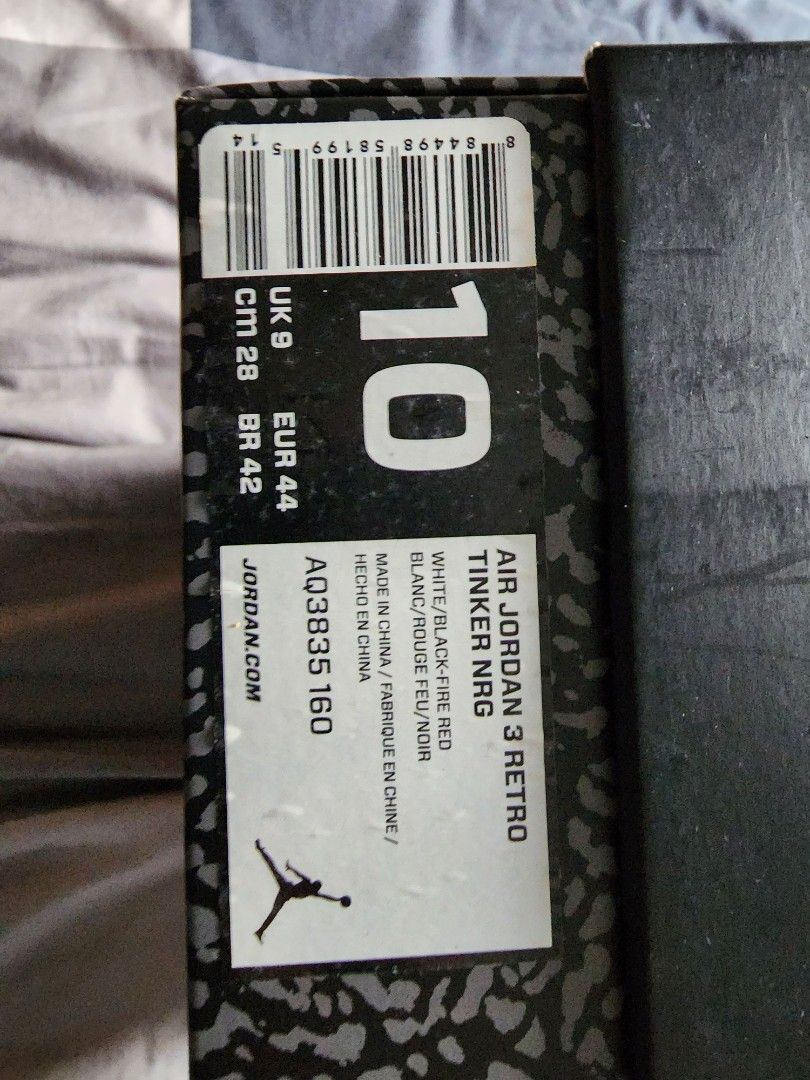 8 84498 58199 5 14
10
UK 9 EUR 44
cm 28 BR 42
AIR JORDAN 3 RETRO
TINKER NRG
WHITE/BLACK-FIRE RED
BLANC/ROUGE FEU/NOIR
MADE IN CHINA / FABRIQUE EN CHINE /
HECHO EN CHINA
AQ3835 160
JORDAN.COM